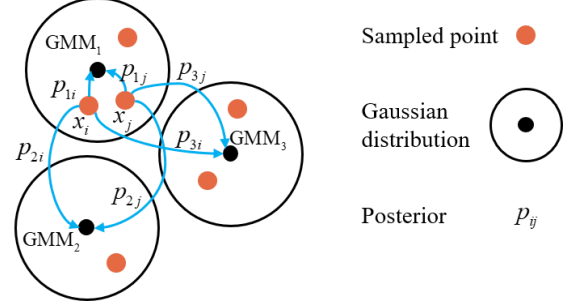 GMM₁
p₁ᵢ
p₁ⱼ
p₃ⱼ
xᵢ
xⱼ
p₂ᵢ
p₃ᵢ
GMM₃
p₂ⱼ
GMM₂
Sampled point
Gaussian
distribution
Posterior pᵢⱼ